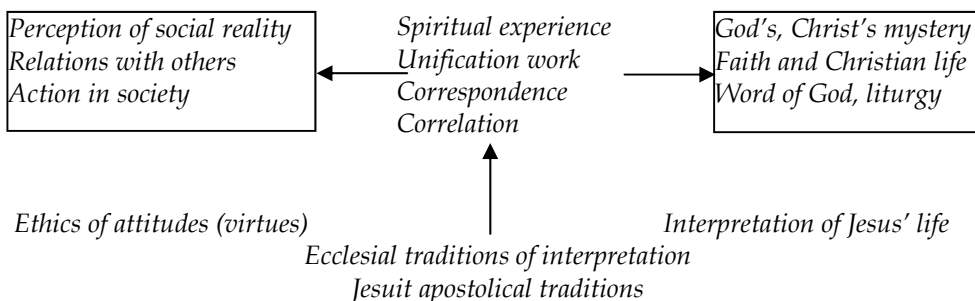 Perception of social reality
Relations with others
Action in society
Spiritual experience
Unification work
Correspondence
Correlation
God's, Christ's mystery
Faith and Christian life
Word of God, liturgy
Ethics of attitudes (virtues)
Interpretation of Jesus' life
Ecclesial traditions of interpretation
Jesuit apostolical traditions